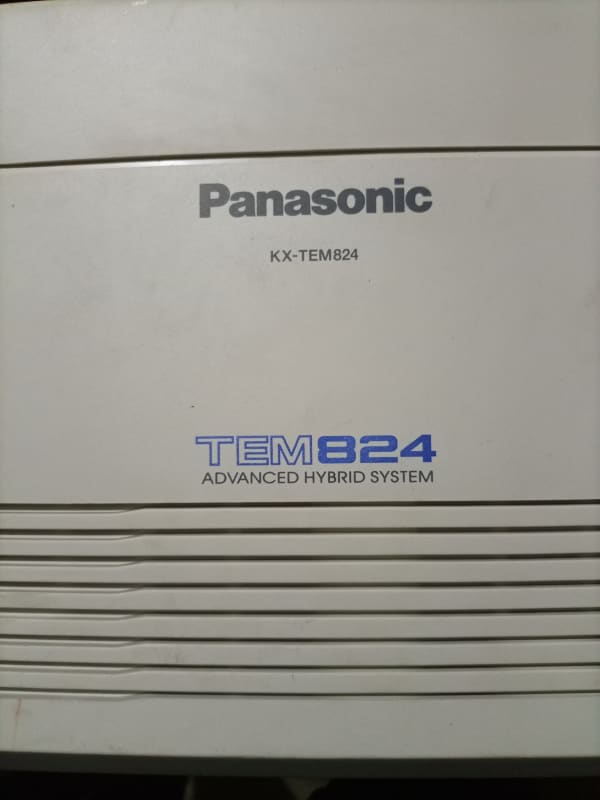 Panasonic
KX-TEM824
TEM824
ADVANCED HYBRID SYSTEM